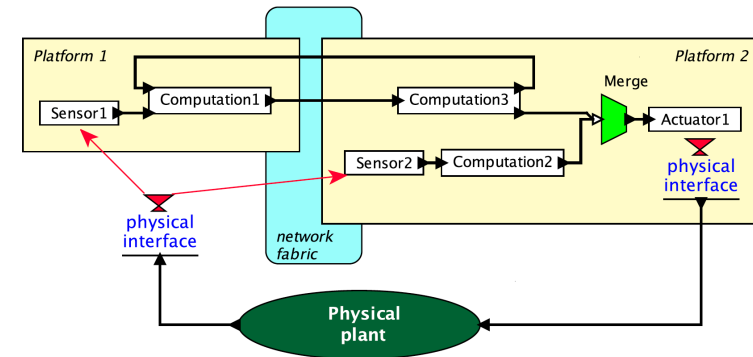 Platform 1
Platform 2
Merge
Computation1
Computation3
Sensor1
Actuator1
Sensor2
Computation2
physical
interface
physical
interface
network
fabric
Physical
plant